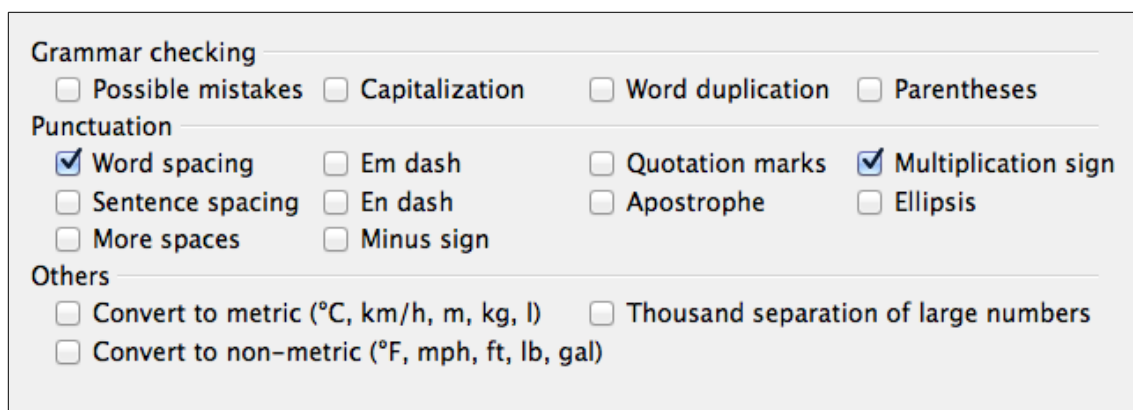 Grammar checking
Possible mistakes Capitalization Word duplication Parentheses
Punctuation
Word spacing Em dash Quotation marks Multiplication sign
Sentence spacing En dash Apostrophe Ellipsis
More spaces Minus sign
Others
Convert to metric (°C, km/h, m, kg, l) Thousand separation of large numbers
Convert to non-metric (°F, mph, ft, lb, gal)